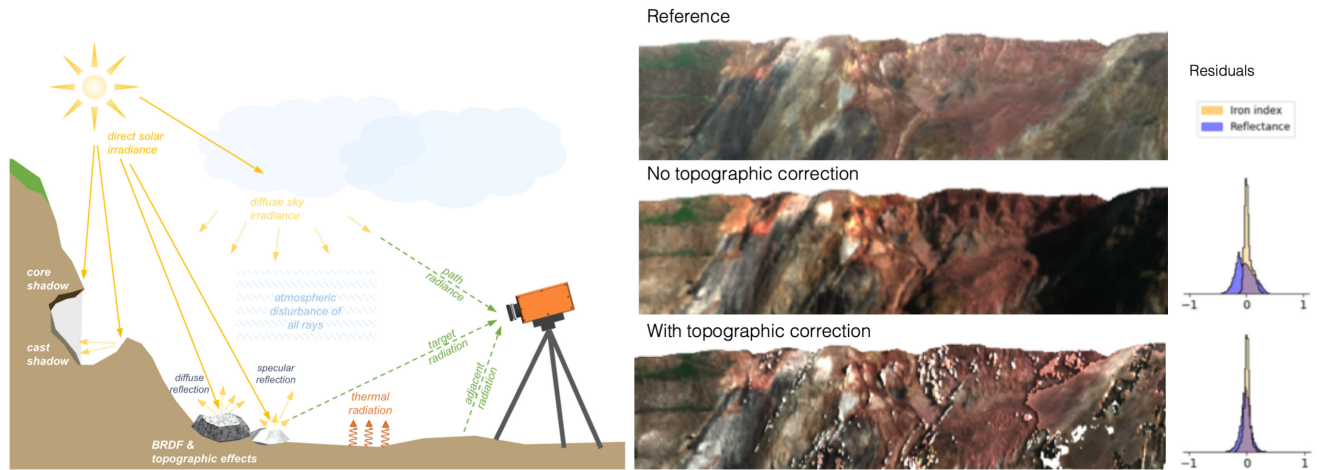 direct solar
irradiance
diffuse sky
irradiance
core
shadow
path
radiance
atmospheric
disturbance of
all rays
cast
shadow
target
radiation
specular
reflection
diffuse
reflection
adjacent
radiation
thermal
radiation
BRDF &
topographic effects
Reference
No topographic correction
With topographic correction
Residuals
Iron index
Reflectance
−1 0 1
−1 0 1